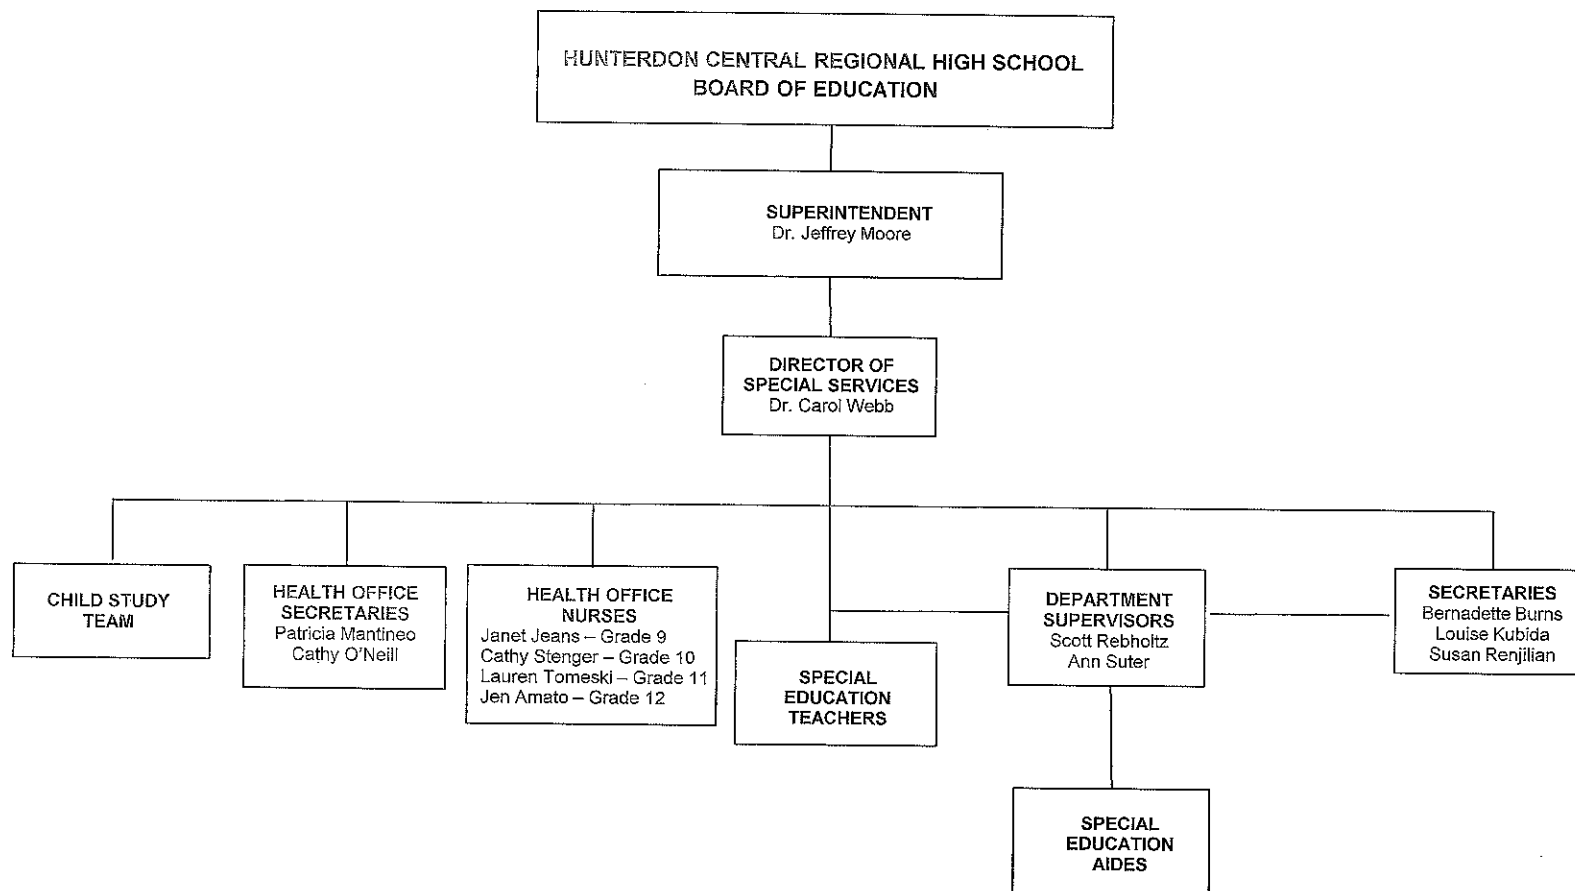 HUNTERDON CENTRAL REGIONAL HIGH SCHOOL
BOARD OF EDUCATION
SUPERINTENDENT
Dr. Jeffrey Moore
DIRECTOR OF
SPECIAL SERVICES
Dr. Carol Webb
CHILD STUDY
TEAM
HEALTH OFFICE
SECRETARIES
Patricia Mantineo
Cathy O'Neill
HEALTH OFFICE
NURSES
Janet Jeans – Grade 9
Cathy Stenger – Grade 10
Lauren Tomeski – Grade 11
Jen Amato – Grade 12
SPECIAL
EDUCATION
TEACHERS
DEPARTMENT
SUPERVISORS
Scott Rebholtz
Ann Suter
SECRETARIES
Bernadette Burns
Louise Kubida
Susan Renjilian
SPECIAL
EDUCATION
AIDES